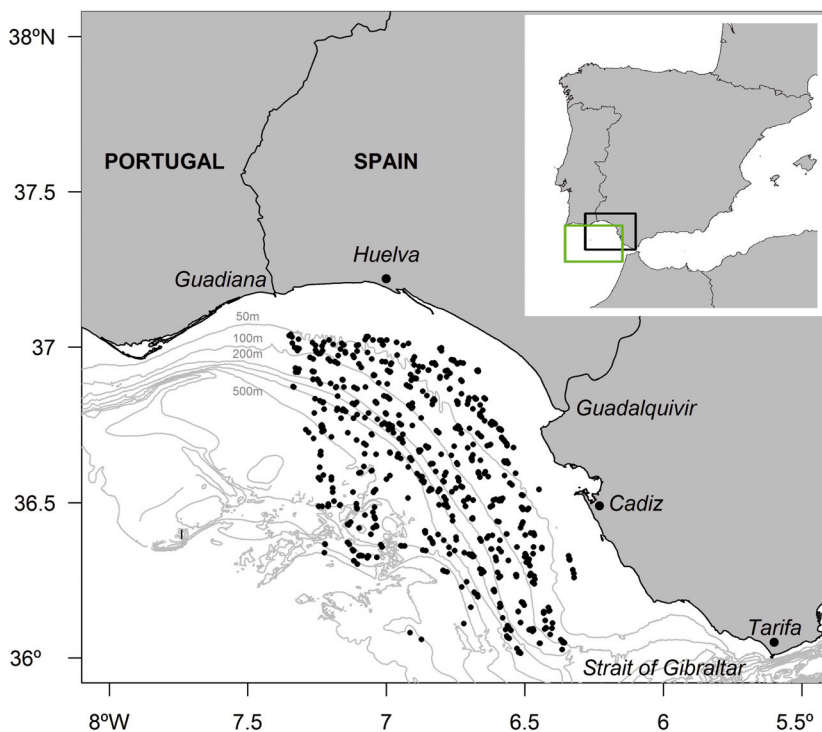 38ºN
PORTUGAL
SPAIN
37.5
Guadiana
Huelva
50m
100m
200m
500m
37
Guadalquivir
36.5
Cadiz
Tarifa
Strait of Gibraltar
36º
8ºW
7.5
7
6.5
6
5.5º